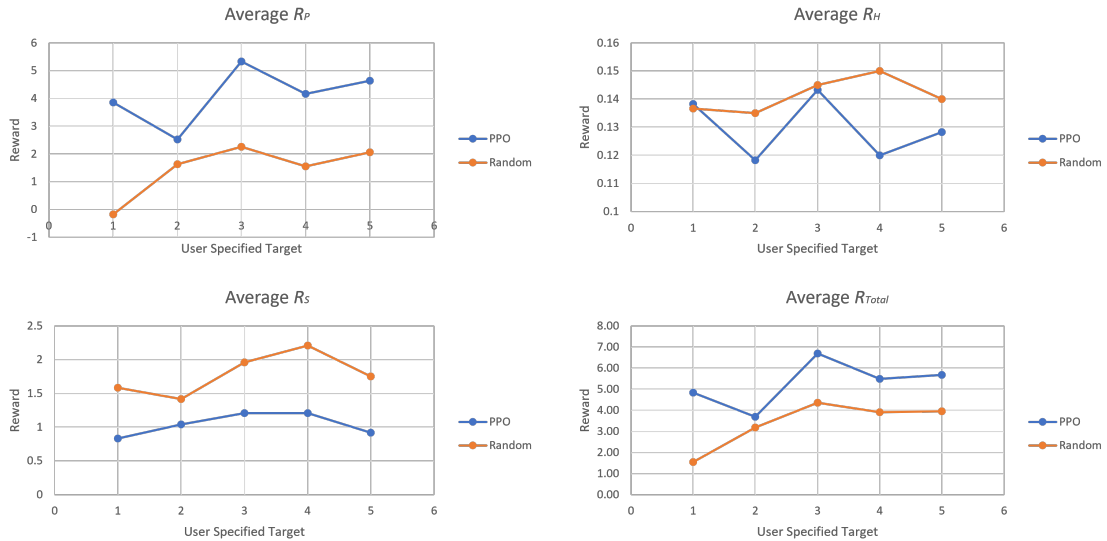 Average RP
6
5
4
3
2
1
0
-1
0
1
2
3
4
5
6
Reward
User Specified Target
PPO
Random
Average RH
0.16
0.15
0.14
0.13
0.12
0.11
0.1
0
1
2
3
4
5
6
Reward
User Specified Target
PPO
Random
Average RS
2.5
2
1.5
1
0.5
0
0
1
2
3
4
5
6
Reward
User Specified Target
PPO
Random
Average RTotal
8.00
7.00
6.00
5.00
4.00
3.00
2.00
1.00
0.00
0
1
2
3
4
5
6
Reward
User Specified Target
PPO
Random